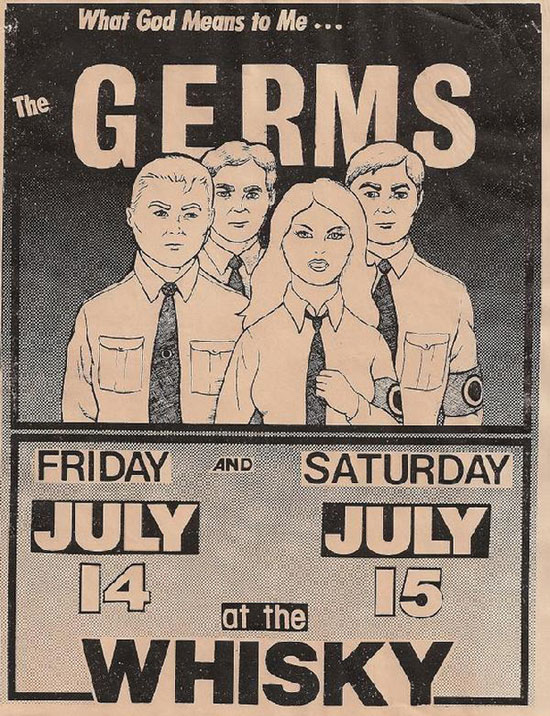 What God Means to Me ...
The GERMS
FRIDAY AND SATURDAY
JULY JULY
14 15
at the
WHISKY